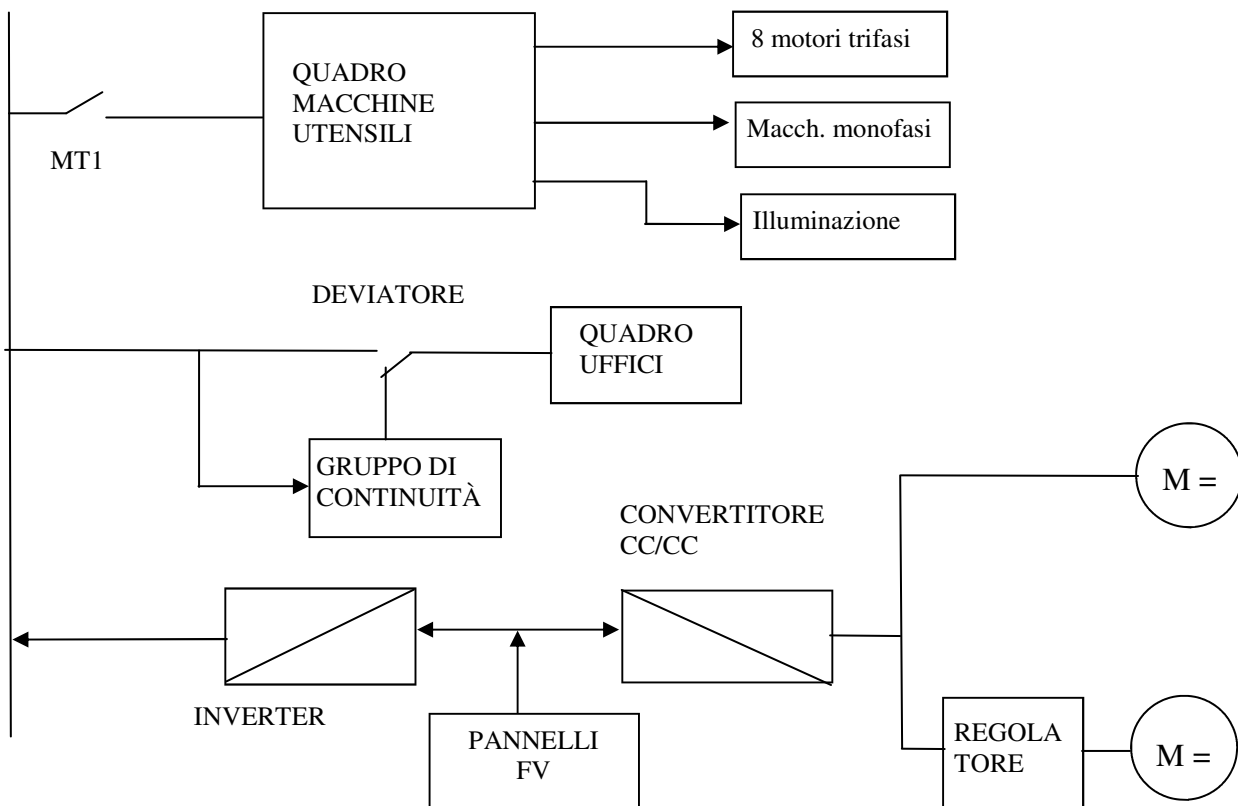 8 motori trifasi
QUADRO
MACCHINE
UTENSILI
Macch. monofasi
MT1
Illuminazione
DEVIATORE
QUADRO
UFFICI
GRUPPO DI
CONTINUITÀ
CONVERTITORE
CC/CC
M =
INVERTER
PANNELLI
FV
REGOLA
TORE
M =